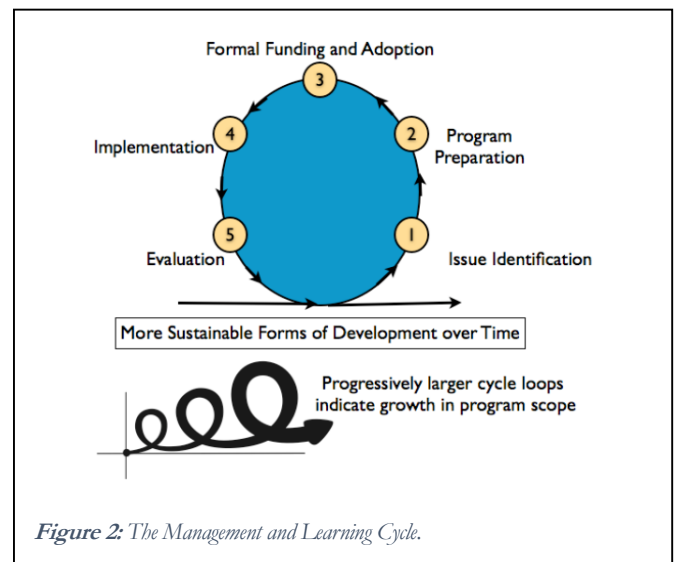 Formal Funding and Adoption
3
4
2
Implementation
Program
Preparation
5
1
Evaluation
Issue Identification
More Sustainable Forms of Development over Time
Progressively larger cycle loops
indicate growth in program scope
Figure 2: The Management and Learning Cycle.